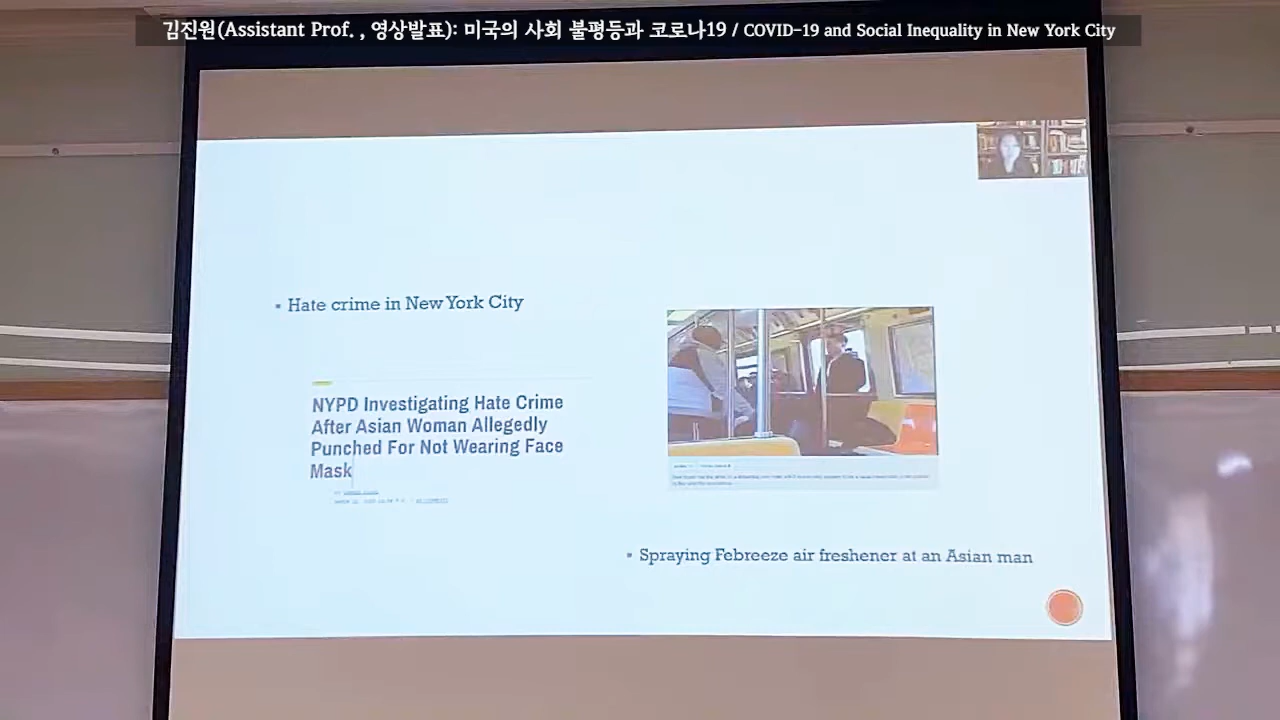 김진원(Assistant Prof. , 영상발표): 미국의 사회 불평등과 코로나19 / COVID-19 and Social Inequality in New York City
▪ Hate crime in New York City
NYPD Investigating Hate Crime
After Asian Woman Allegedly
Punched For Not Wearing Face
Mask
▪ Spraying Febreeze air freshener at an Asian man